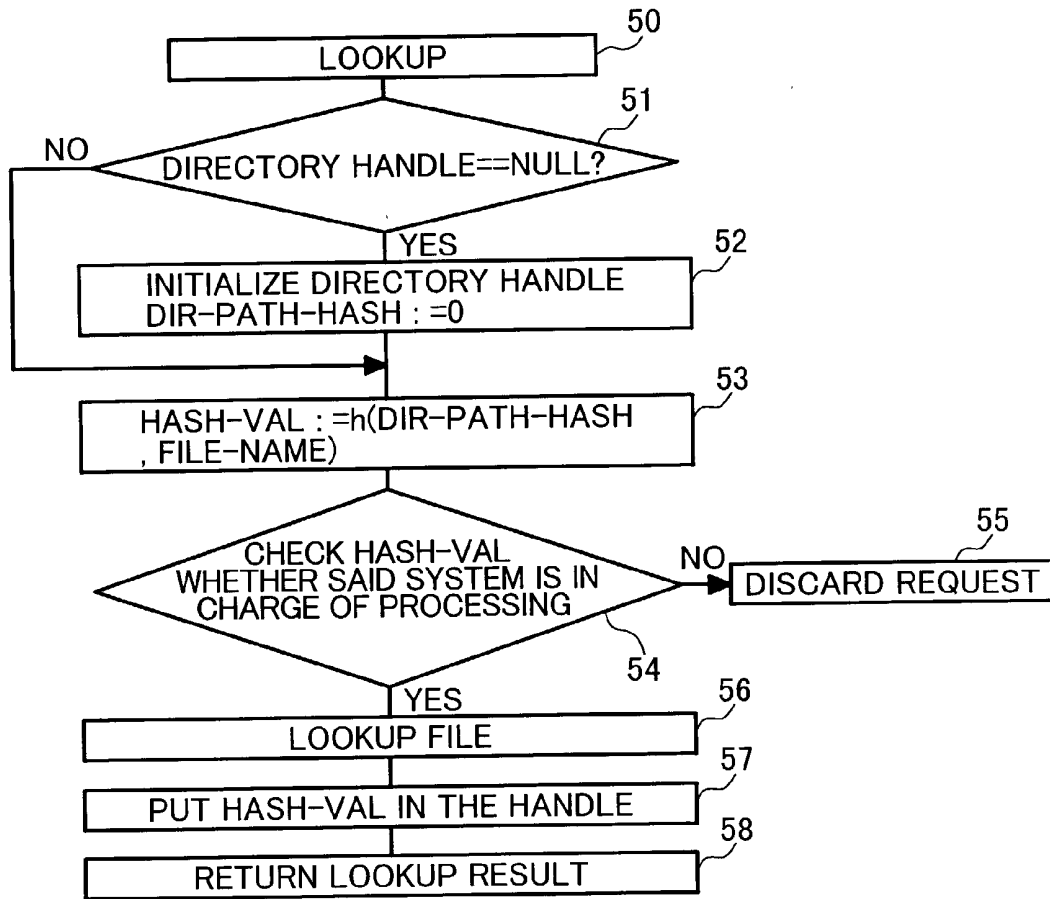 50
LOOKUP
51
NO
DIRECTORY HANDLE==NULL?
YES
52
INITIALIZE DIRECTORY HANDLE
DIR-PATH-HASH : =0
53
HASH-VAL : =h(DIR-PATH-HASH
, FILE-NAME)
CHECK HASH-VAL
WHETHER SAID SYSTEM IS IN
CHARGE OF PROCESSING
NO
55
DISCARD REQUEST
54
YES
56
LOOKUP FILE
57
PUT HASH-VAL IN THE HANDLE
58
RETURN LOOKUP RESULT